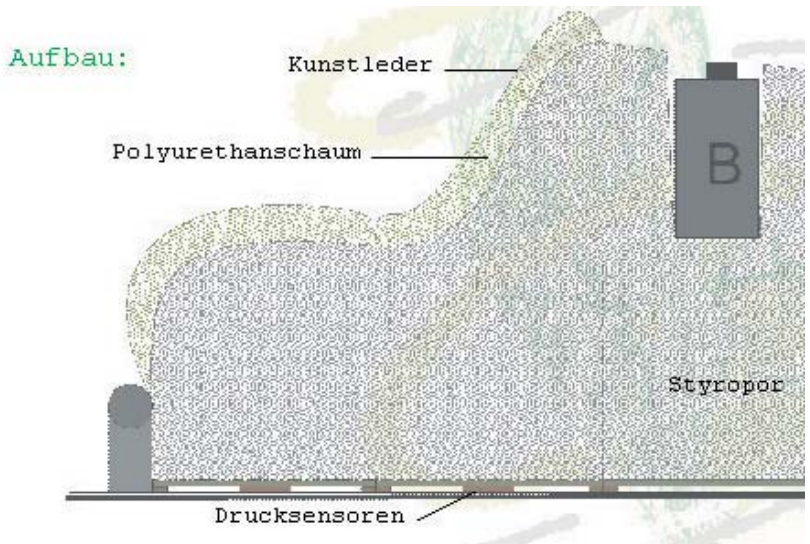 Aufbau:
Kunstleder
Polyurethanschaum
B
Styropor
Drucksensoren